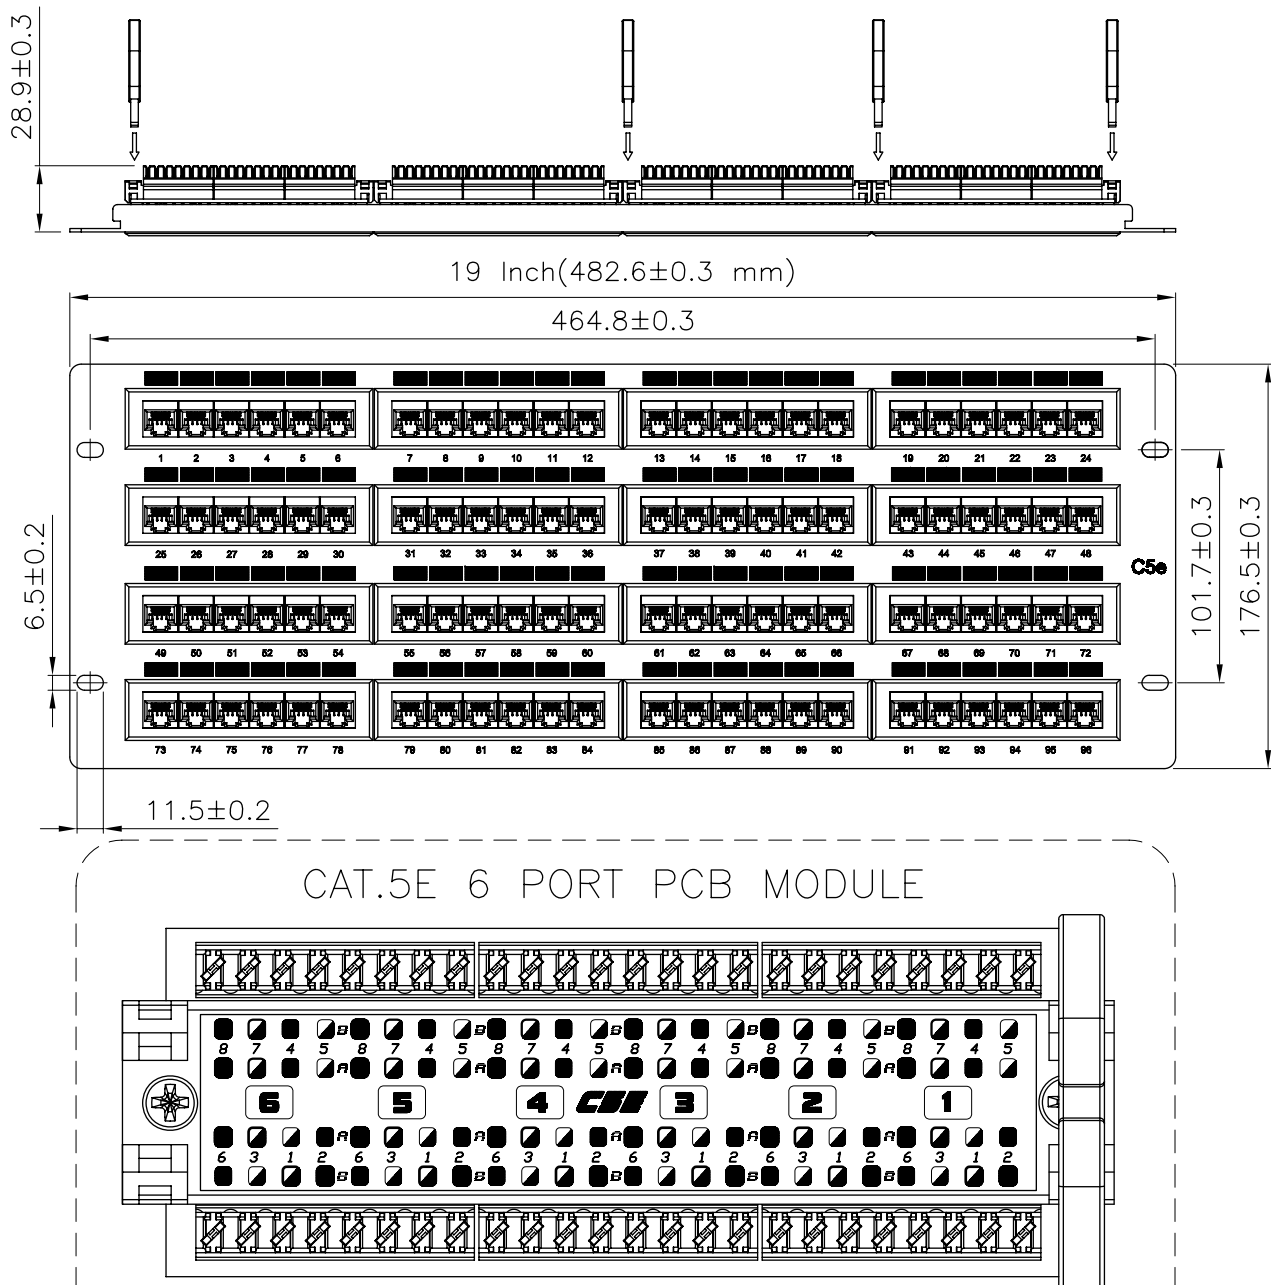 28.9±0.3
19 Inch(482.6±0.3 mm)
464.8±0.3
1 2 3 4 5 6 7 8 9 10 11 12 13 14 15 16 17 18 19 20 21 22 23 24
25 26 27 28 29 30 31 32 33 34 35 36 37 38 39 40 41 42 43 44 45 46 47 48
C5e
6.5±0.2
101.7±0.3
176.5±0.3
49 50 51 52 53 54 55 56 57 58 59 60 61 62 63 64 65 66 67 68 69 70 71 72
73 74 75 76 77 78 79 80 81 82 83 84 85 86 87 88 89 90 91 92 93 94 95 96
11.5±0.2
CAT.5E 6 PORT PCB MODULE
B B B B B
8 7 4 5 8 7 4 5 8 7 4 5 8 7 4 5 8 7 4 5 8 7 4 5
A A A A A
6 5 4 3 2 1
A A A A A
6 3 1 2 6 3 1 2 6 3 1 2 6 3 1 2 6 3 1 2 6 3 1 2
B B B B B